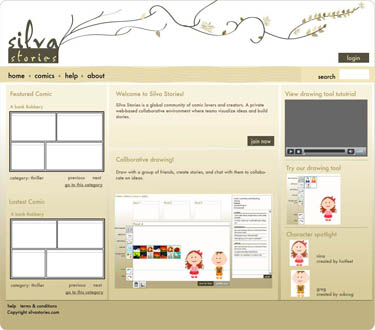 silva
stories
login
home • comics • help • about
search
Featured Comic
A bank Robbery
category: thriller previous next
go to this category
Lastest Comic
A bank Robbery
category: thriller previous next
go to this category
Welcome to Silva Stories!
Silva Stories is a global community of comic lovers and creators. A private
web-based collaborative environment where teams visualize ideas and build
stories.
join now
Collborative drawing!
Draw with a group of friends, create stories, and chat with them to collabo-
rate on ideas.
View drawing tool tutotrial
Try our drawing tool
Character spotlight
nina
created by hotfeet
greg
created by
help terms & conditions
Copyright silvastories.com